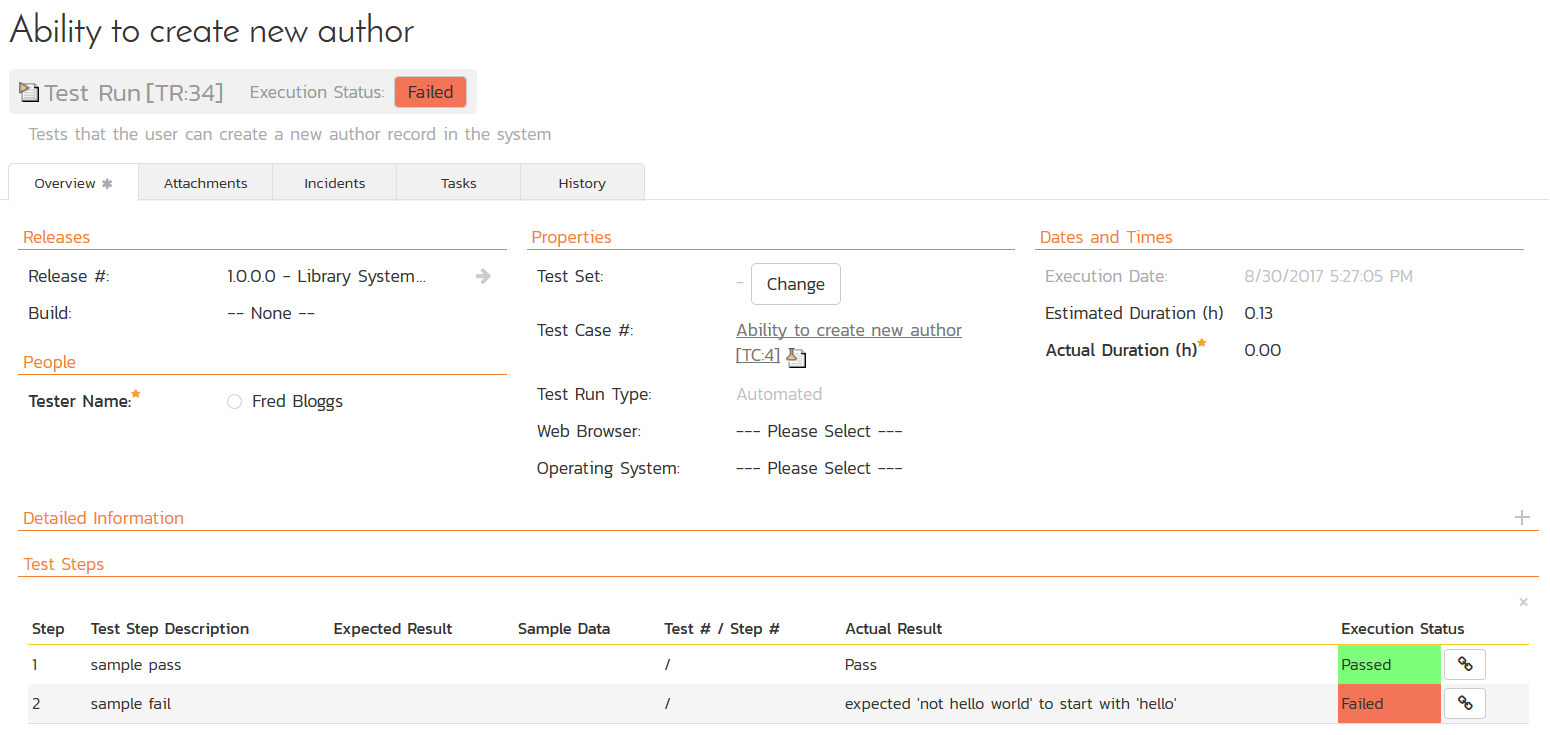 Ability to create new author
Test Run [TR:34] Execution Status: Failed
Tests that the user can create a new author record in the system
Overview Attachments Incidents Tasks History
Releases
Release #: 1.0.0.0 - Library System...
Build: -- None --
People
Tester Name: Fred Bloggs
Properties
Test Set: - Change
Test Case #: Ability to create new author
[TC:4]
Test Run Type: Automated
Web Browser: --- Please Select ---
Operating System: --- Please Select ---
Dates and Times
Execution Date: 8/30/2017 5:27:05 PM
Estimated Duration (h) 0.13
Actual Duration (h) 0.00
Detailed Information
Test Steps
Step Test Step Description Expected Result Sample Data Test # / Step # Actual Result Execution Status
1 sample pass / Pass Passed
2 sample fail / expected 'not hello world' to start with 'hello' Failed